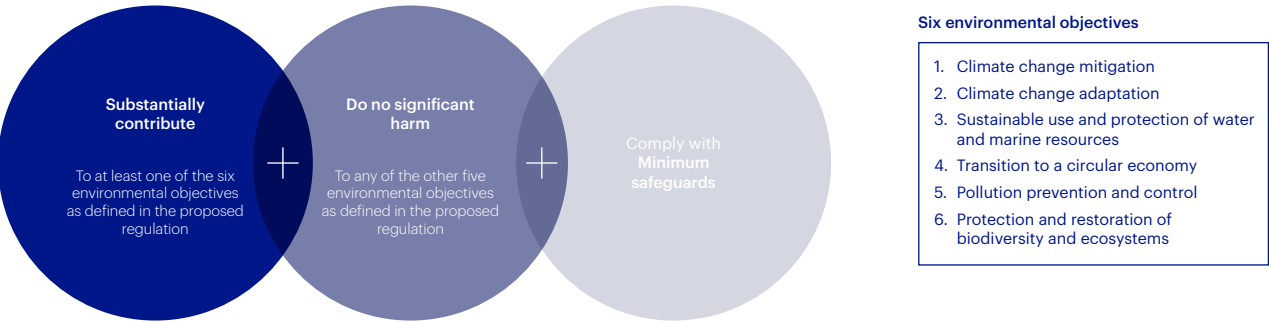 Substantially
contribute
To at least one of the six
environmental objectives
as defined in the proposed
regulation
Do no significant
harm
To any of the other five
environmental objectives
as defined in the proposed
regulation
Comply with
Minimum
safeguards
Six environmental objectives
1. Climate change mitigation
2. Climate change adaptation
3. Sustainable use and protection of water
and marine resources
4. Transition to a circular economy
5. Pollution prevention and control
6. Protection and restoration of
biodiversity and ecosystems